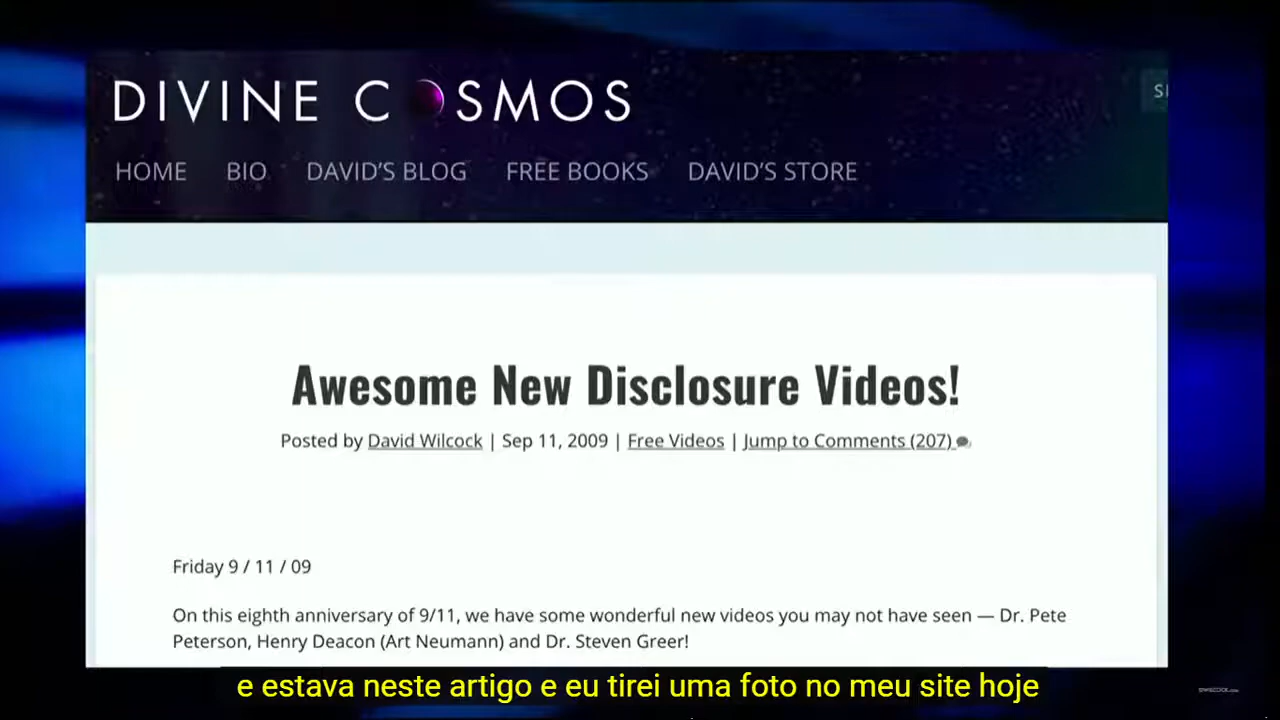 DIVINE COSMOS
HOME BIO DAVID'S BLOG FREE BOOKS DAVID'S STORE
Awesome New Disclosure Videos!
Posted by David Wilcock | Sep 11, 2009 | Free Videos | Jump to Comments (207)
Friday 9 / 11 / 09
On this eighth anniversary of 9/11, we have some wonderful new videos you may not have seen — Dr. Pete
Peterson, Henry Deacon (Art Neumann) and Dr. Steven Greer!
e estava neste artigo e eu tirei uma foto no meu site hoje